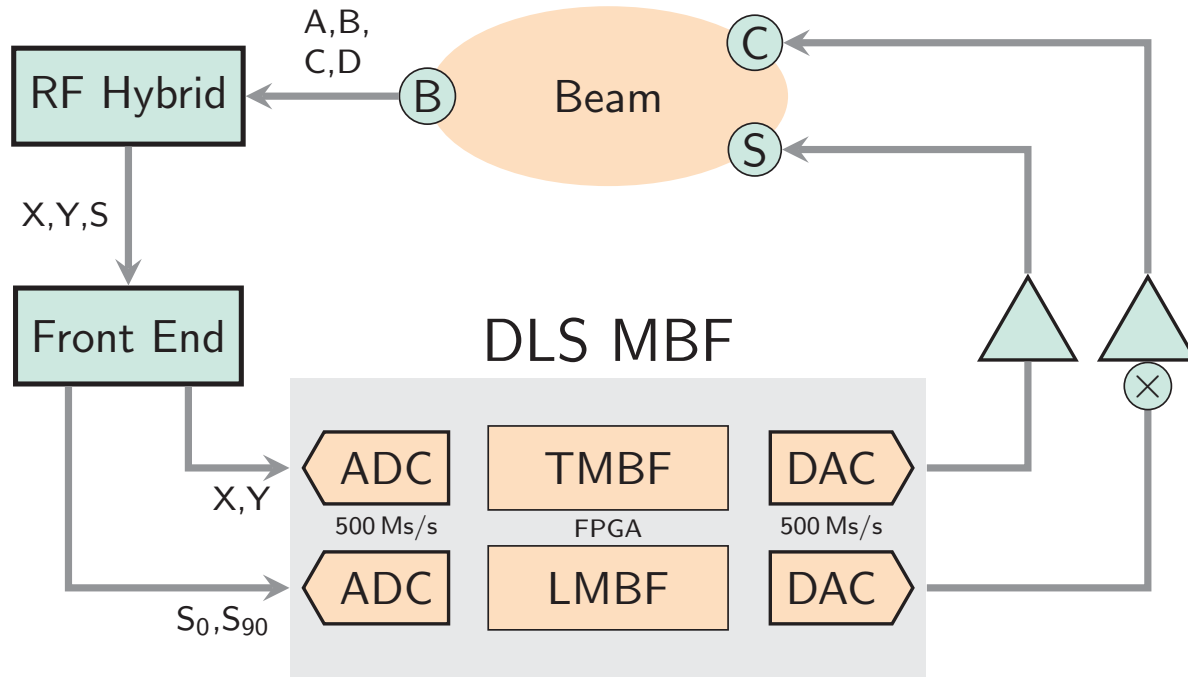 A,B,
C,D
RF Hybrid
B
Beam
C
S
X,Y,S
Front End
DLS MBF
×
ADC
TMBF
DAC
X,Y
500 Ms/s
FPGA
500 Ms/s
ADC
LMBF
DAC
S₀,S₉₀